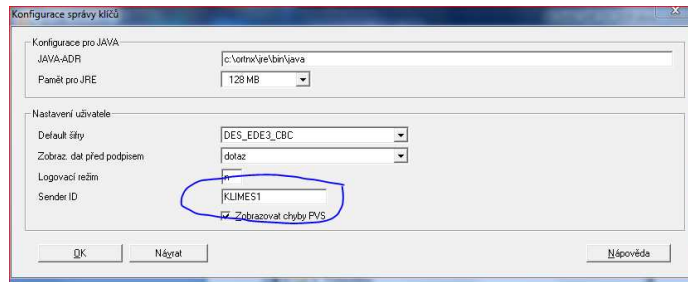 Konfigurace správy klíčů
Konfigurace pro JAVA
JAVA-ADR c:\ortnx\jre\bin\java
Pamět pro JRE 128 MB
Nastavení uživatele
Default šifry DES_EDE3_CBC
Zobraz. dat před podpisem dotaz
Logovací režim n
Sender ID KLIMES1
Zobrazovat chyby PVS
OK Návrat Nápověda